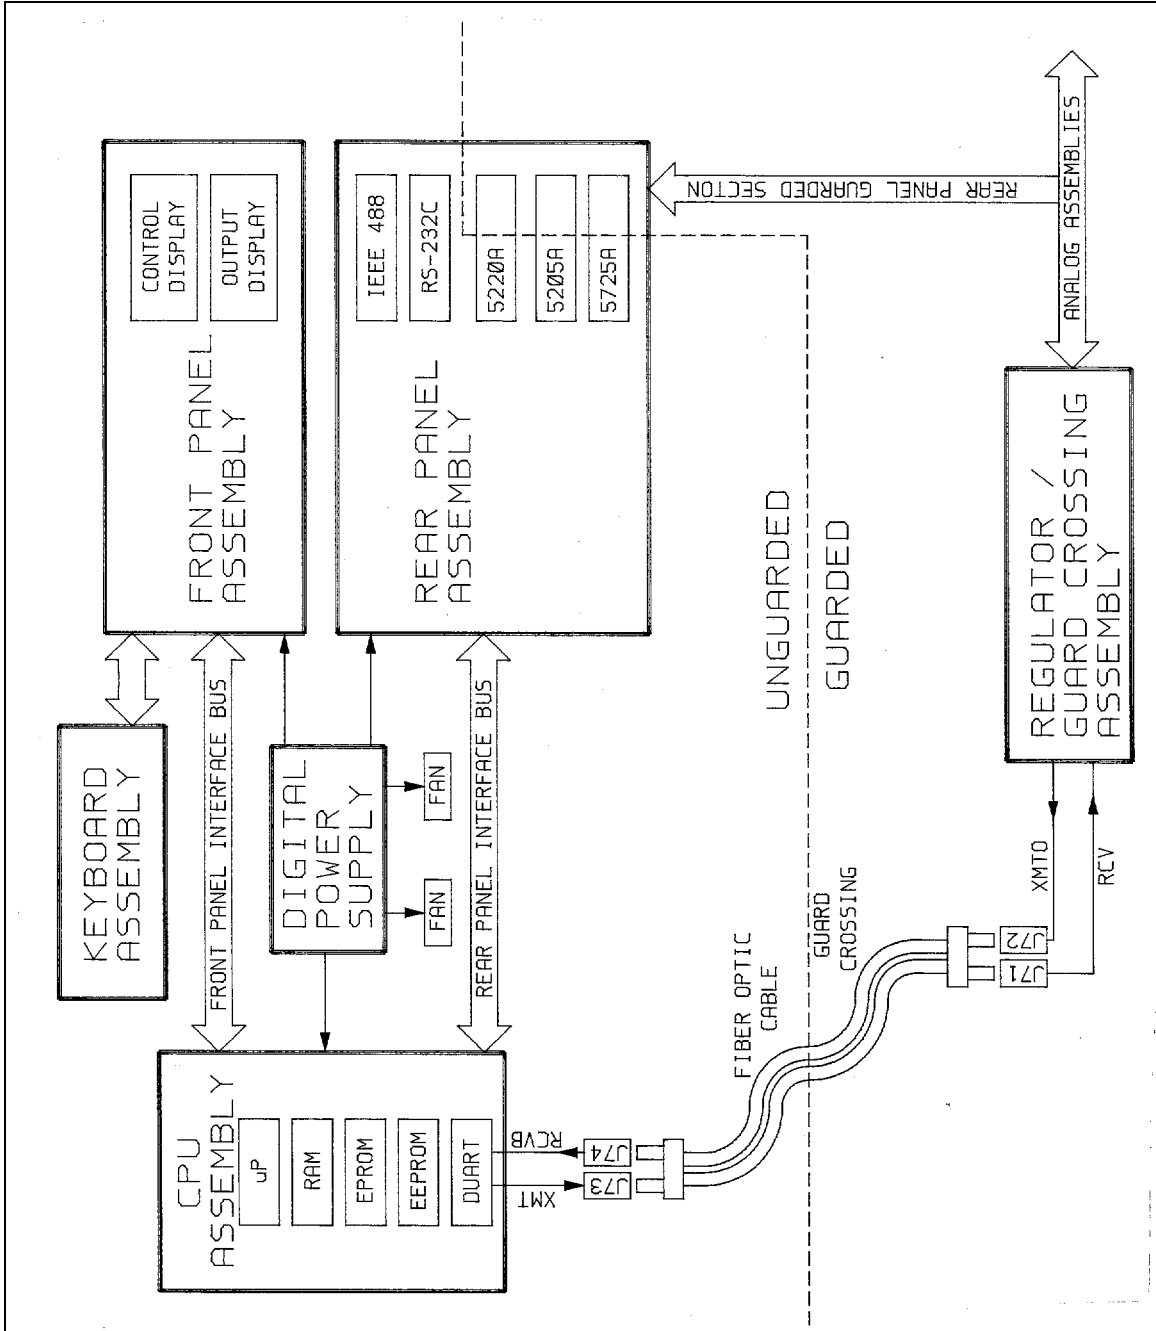 KEYBOARD
ASSEMBLY
CONTROL
DISPLAY
OUTPUT
DISPLAY
FRONT PANEL
ASSEMBLY
FRONT PANEL INTERFACE BUS
CPU
ASSEMBLY
uP
RAM
EPROM
EEPROM
DUART
DIGITAL
POWER
SUPPLY
FAN
FAN
IEEE 488
RS-232C
5220A
5205A
5725A
REAR PANEL
ASSEMBLY
REAR PANEL INTERFACE BUS
XMT
RCVB
J73
J74
FIBER OPTIC
CABLE
GUARD
CROSSING
UNGUARDED
GUARDED
J71
J72
XMTO
RCV
REGULATOR/
GUARD CROSSING
ASSEMBLY
REAR PANEL GUARDED SECTON
ANALOG ASSEMBLIES